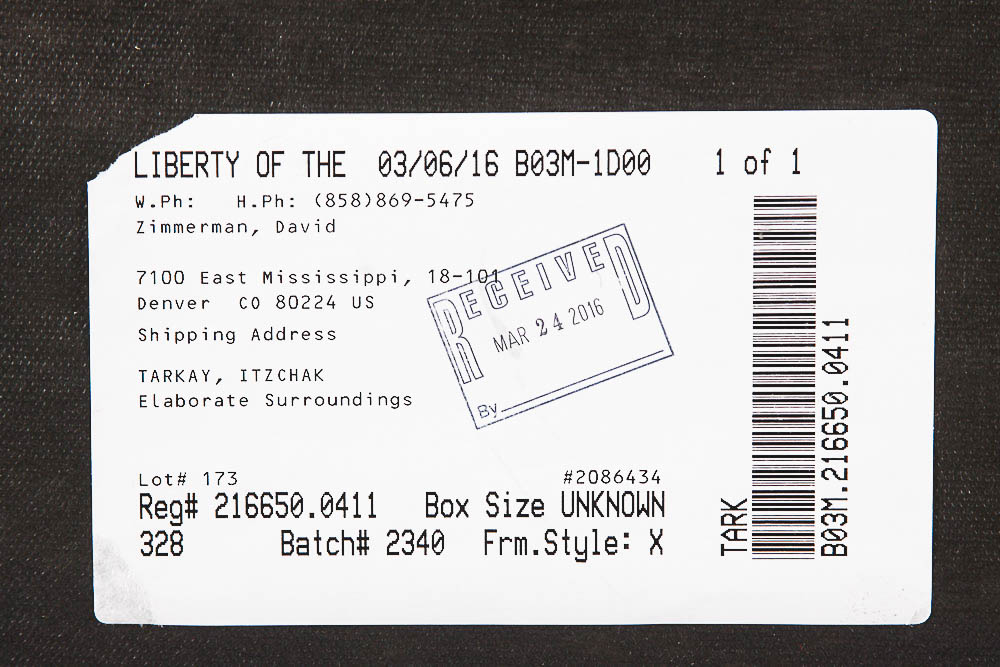 LIBERTY OF THE 03/06/16 B03M-1D00 1 of 1
W.Ph: H.Ph: (858)869-5475
Zimmerman, David
7100 East Mississippi, 18-101
Denver CO 80224 US
Shipping Address
TARKAY, ITZCHAK
Elaborate Surroundings
RECEIVED
MAR 24 2016
By
Lot# 173 #2086434
Reg# 216650.0411 Box Size UNKNOWN
328 Batch# 2340 Frm.Style: X
TARK
B03M.216650.0411